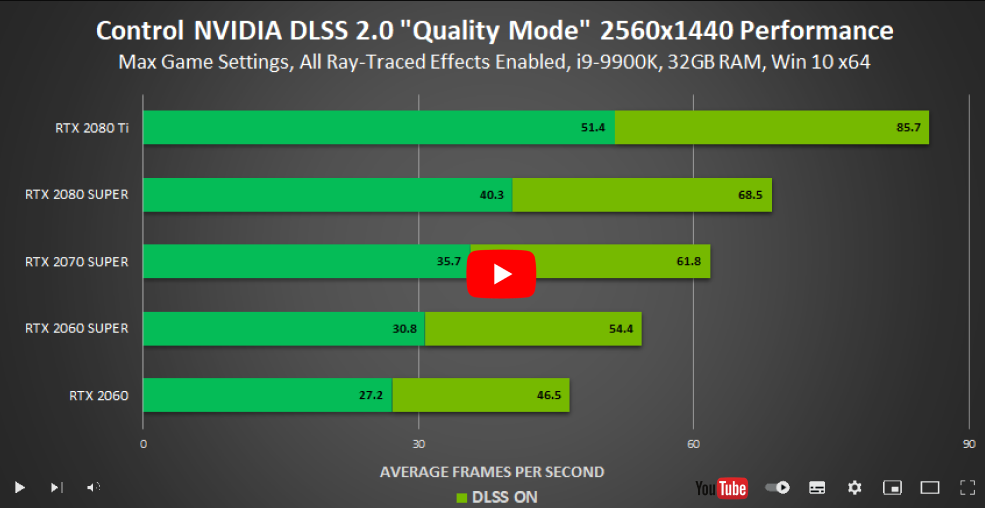 Control NVIDIA DLSS 2.0 "Quality Mode" 2560x1440 Performance
Max Game Settings, All Ray-Traced Effects Enabled, i9-9900K, 32GB RAM, Win 10 x64
RTX 2080 Ti 51.4 85.7
RTX 2080 SUPER 40.3 68.5
RTX 2070 SUPER 35.7 61.8
RTX 2060 SUPER 30.8 54.4
RTX 2060 27.2 46.5
0 30 60 90
AVERAGE FRAMES PER SECOND
DLSS ON
YouTube